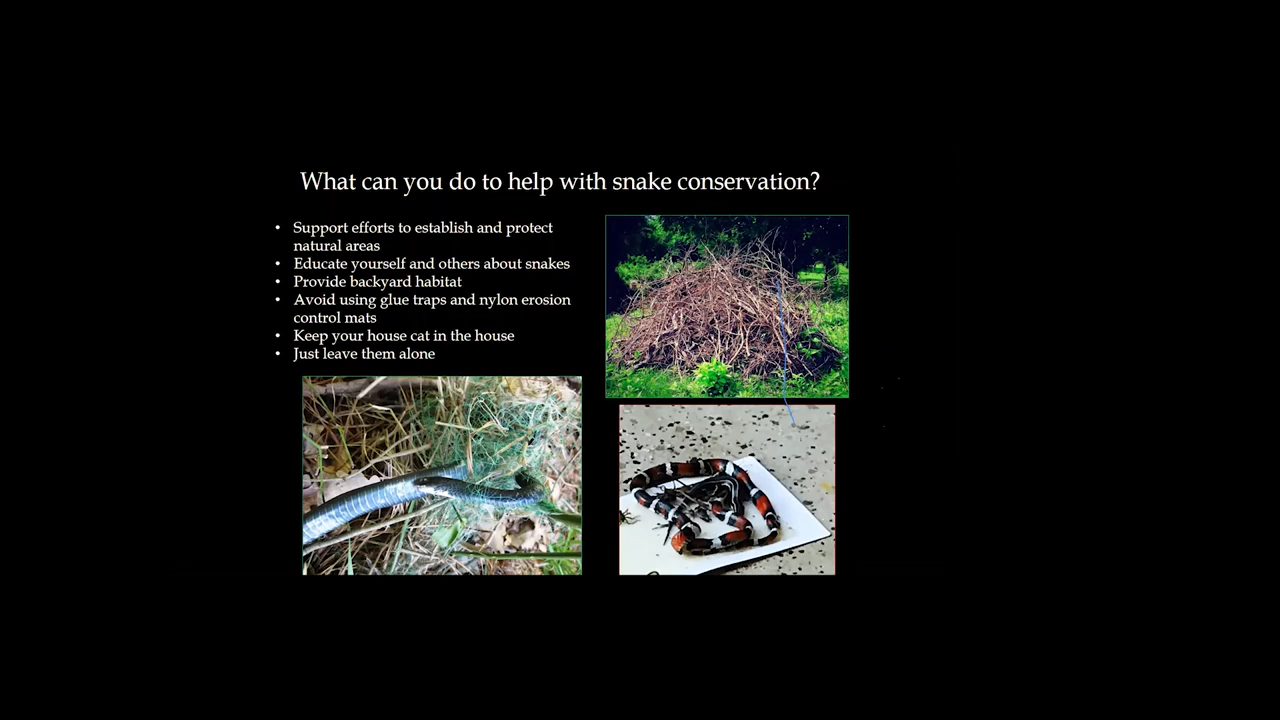 What can you do to help with snake conservation?
• Support efforts to establish and protect
natural areas
• Educate yourself and others about snakes
• Provide backyard habitat
• Avoid using glue traps and nylon erosion
control mats
• Keep your house cat in the house
• Just leave them alone